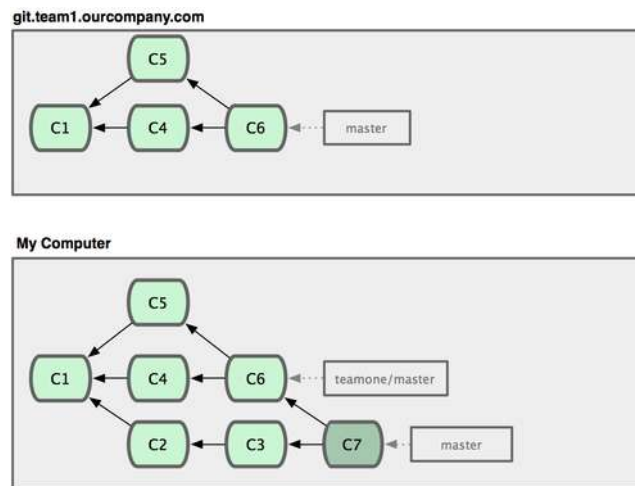 git.team1.ourcompany.com
C5
C1 C4 C6 master
My Computer
C5
C1 C4 C6 teamone/master
C2 C3 C7 master